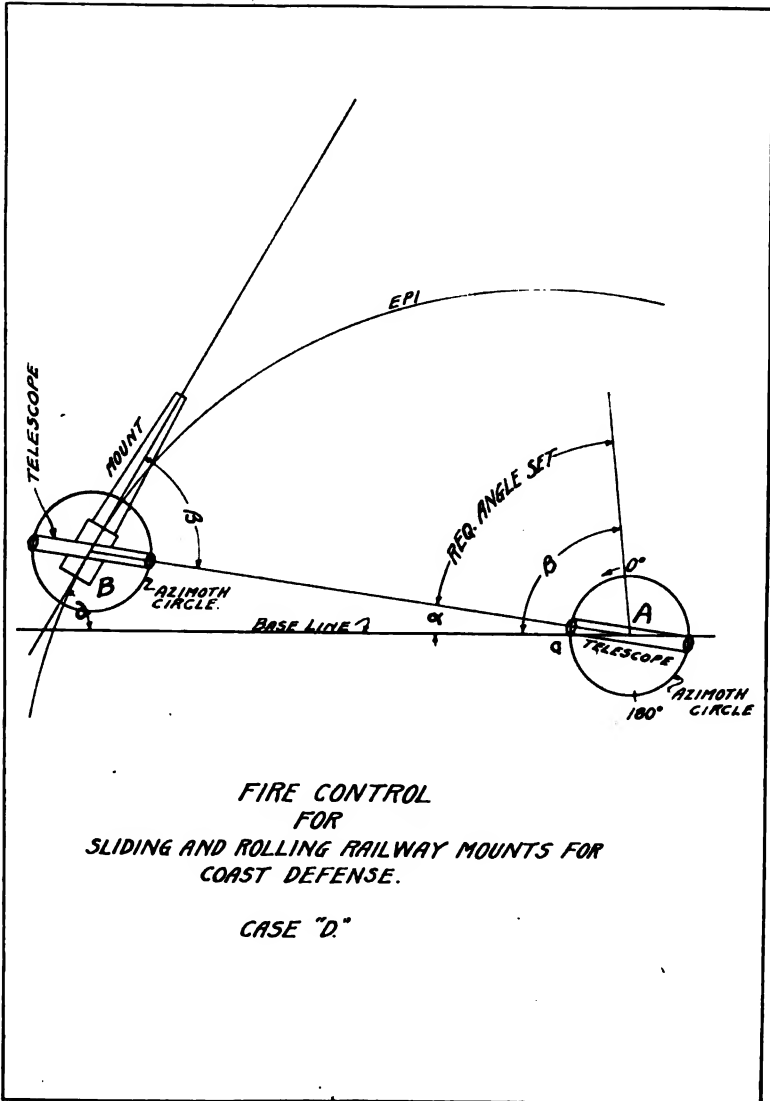 EPI
TELESCOPE
MOUNT
REQ. ANGLE SET
β
B
B
0°
A
AZIMOTH
CIRCLE.
α
BASE LINE
a
TELESCOPE
AZIMOTH
CIRCLE
180°
FIRE CONTROL
FOR
SLIDING AND ROLLING RAILWAY MOUNTS FOR
COAST DEFENSE.
CASE "D."